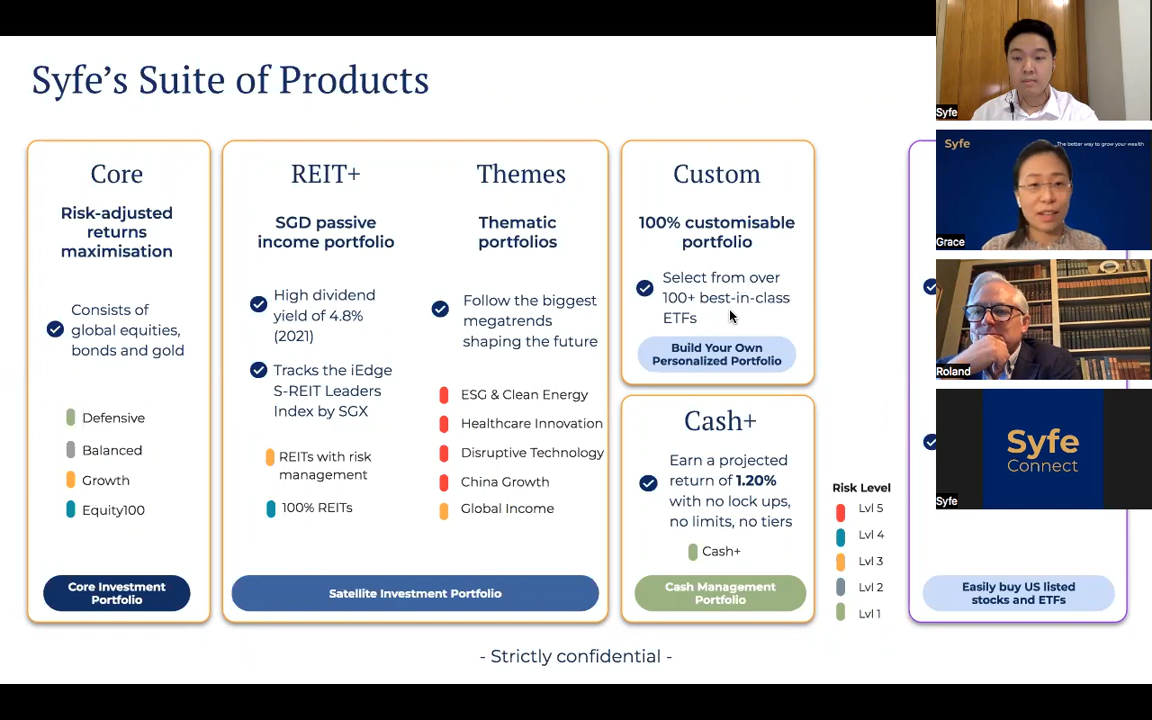 Syfe's Suite of Products
Core
Risk-adjusted
returns
maximisation
Consists of
global equities,
bonds and gold
Defensive
Balanced
Growth
Equity100
Core Investment
Portfolio
REIT+
SGD passive
income portfolio
High dividend
yield of 4.8%
(2021)
Tracks the iEdge
S-REIT Leaders
Index by SGX
REITs with risk
management
100% REITs
Themes
Thematic
portfolios
Follow the biggest
megatrends
shaping the future
ESG & Clean Energy
Healthcare Innovation
Disruptive Technology
China Growth
Global Income
Satellite Investment Portfolio
Custom
100% customisable
portfolio
Select from over
100+ best-in-class
ETFs
Build Your Own
Personalized Portfolio
Cash+
Earn a projected
return of 1.20%
with no lock ups,
no limits, no tiers
Cash+
Cash Management
Portfolio
Risk Level
Lvl 5
Lvl 4
Lvl 3
Lvl 2
Lvl 1
Easily buy US listed
stocks and ETFs
- Strictly confidential -
Syfe
Syfe
The better way to grow your wealth
Grace
Roland
Syfe
Connect
Syfe